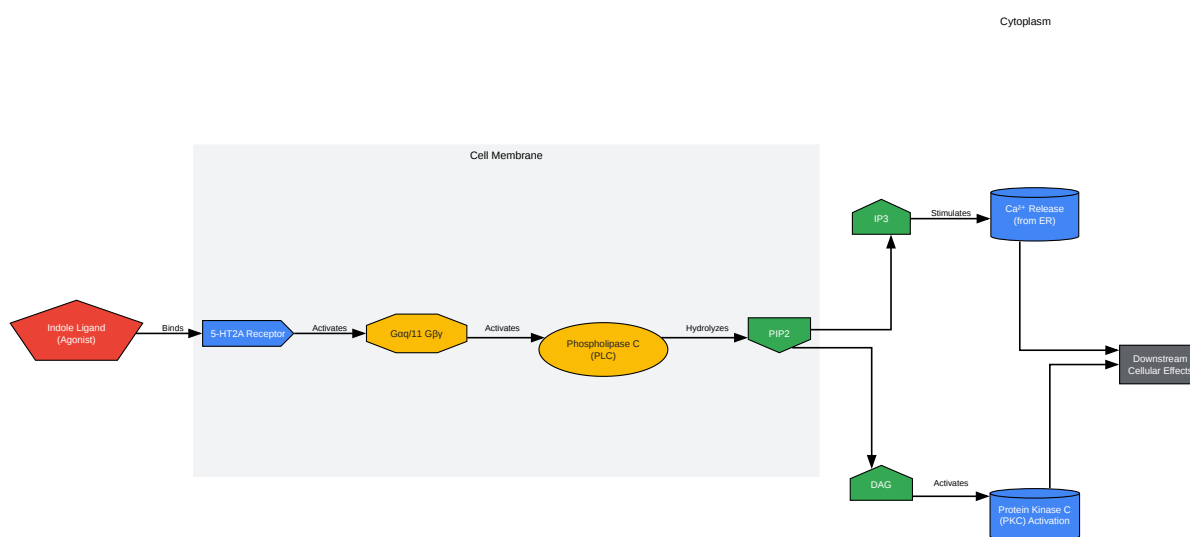 Cytoplasm
Cell Membrane
Indole Ligand
(Agonist)
Binds
5-HT2A Receptor
Activates
Gαq/11 Gβγ
Activates
Phospholipase C
(PLC)
Hydrolyzes
PIP2
IP3
Stimulates
Ca²⁺ Release
(from ER)
DAG
Activates
Protein Kinase C
(PKC) Activation
Downstream
Cellular Effects